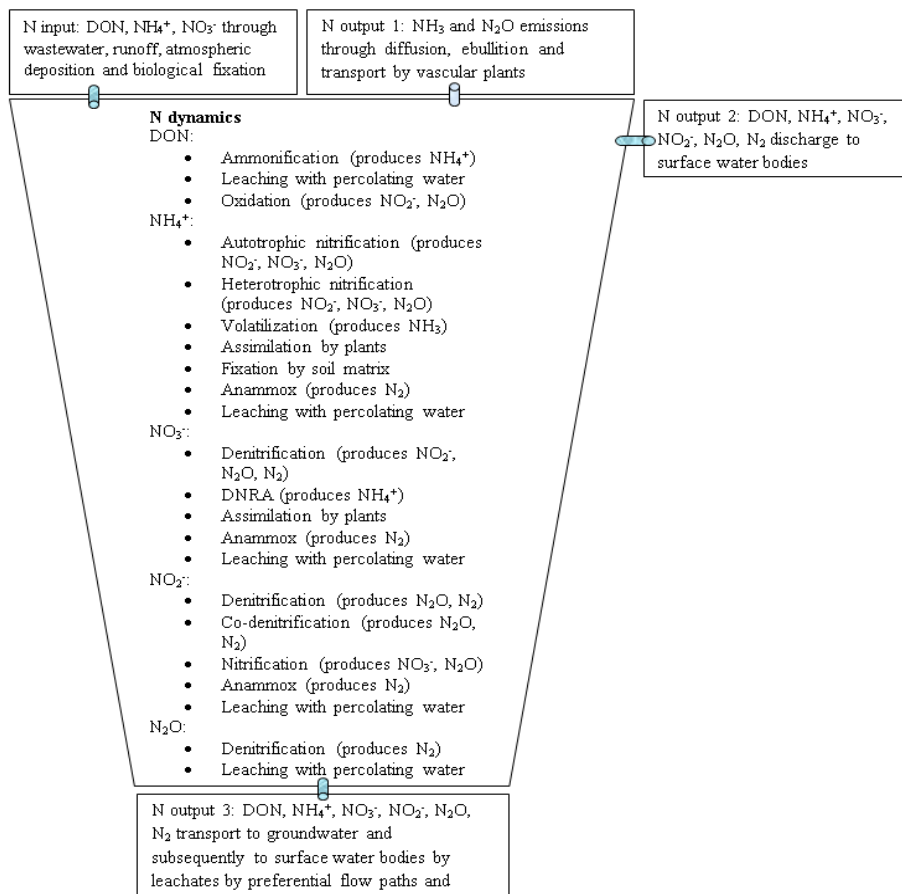 N input: DON, NH₄⁺, NO₃⁻ through
wastewater, runoff, atmospheric
deposition and biological fixation
N output 1: NH₃ and N₂O emissions
through diffusion, ebullition and
transport by vascular plants
N output 2: DON, NH₄⁺, NO₃⁻,
NO₂⁻, N₂O, N₂ discharge to
surface water bodies
N dynamics
DON:
• Ammonification (produces NH₄⁺)
• Leaching with percolating water
• Oxidation (produces NO₂⁻, N₂O)
NH₄⁺:
• Autotrophic nitrification (produces
NO₂⁻, NO₃⁻, N₂O)
• Heterotrophic nitrification
(produces NO₂⁻, NO₃⁻, N₂O)
• Volatilization (produces NH₃)
• Assimilation by plants
• Fixation by soil matrix
• Anammox (produces N₂)
• Leaching with percolating water
NO₃⁻:
• Denitrification (produces NO₂⁻,
N₂O, N₂)
• DNRA (produces NH₄⁺)
• Assimilation by plants
• Anammox (produces N₂)
• Leaching with percolating water
NO₂⁻:
• Denitrification (produces N₂O, N₂)
• Co-denitrification (produces N₂O,
N₂)
• Nitrification (produces NO₃⁻, N₂O)
• Anammox (produces N₂)
• Leaching with percolating water
N₂O:
• Denitrification (produces N₂)
• Leaching with percolating water
N output 3: DON, NH₄⁺, NO₃⁻, NO₂⁻, N₂O,
N₂ transport to groundwater and
subsequently to surface water bodies by
leachates by preferential flow paths and